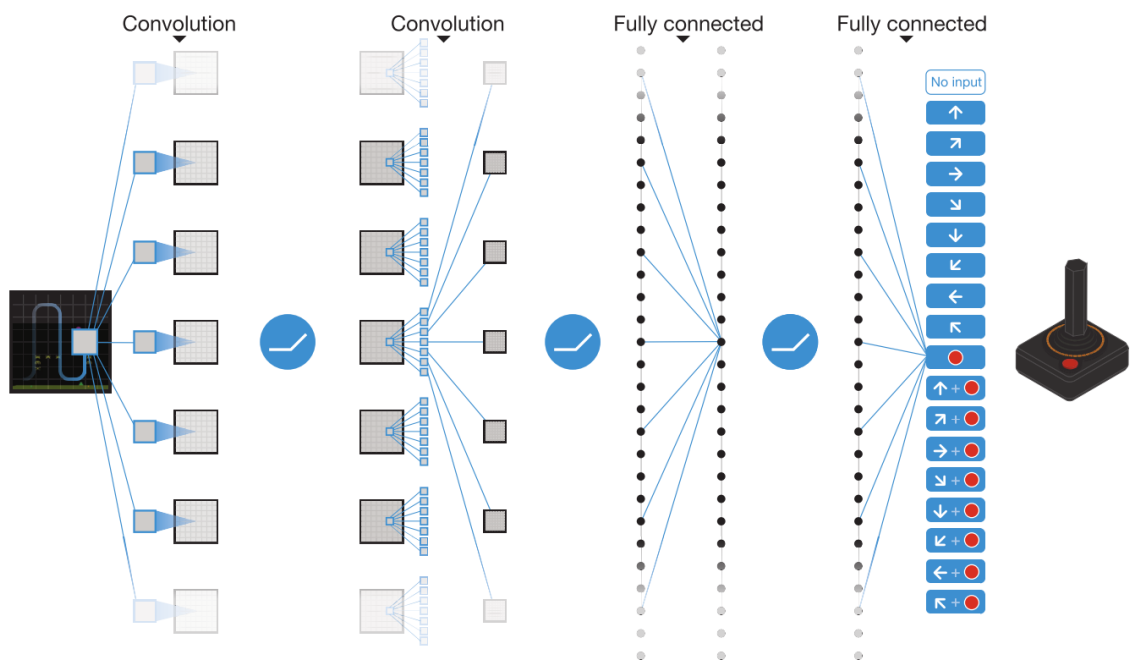 Convolution
Convolution
Fully connected
Fully connected
No input
+
+
+
+
+
+
+
+